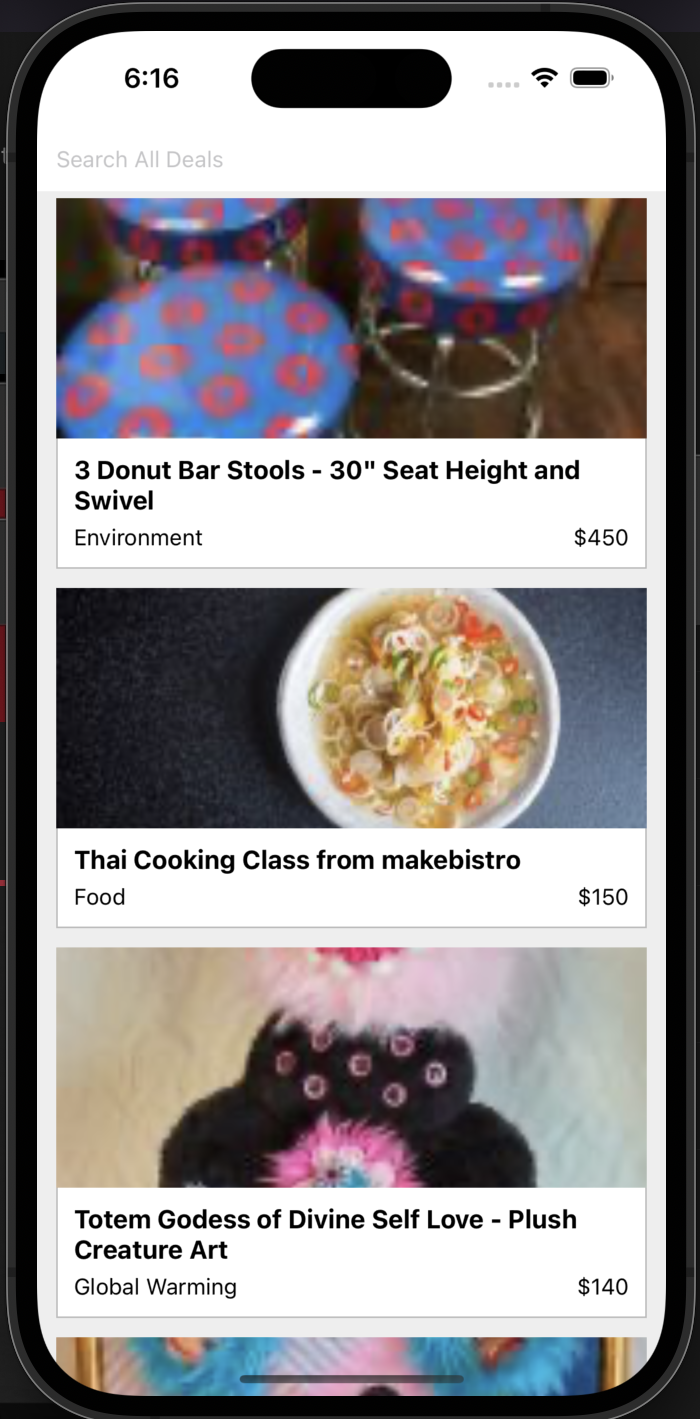 6:16
Search All Deals
3 Donut Bar Stools - 30" Seat Height and
Swivel
Environment $450
Thai Cooking Class from makebistro
Food $150
Totem Godess of Divine Self Love - Plush
Creature Art
Global Warming $140